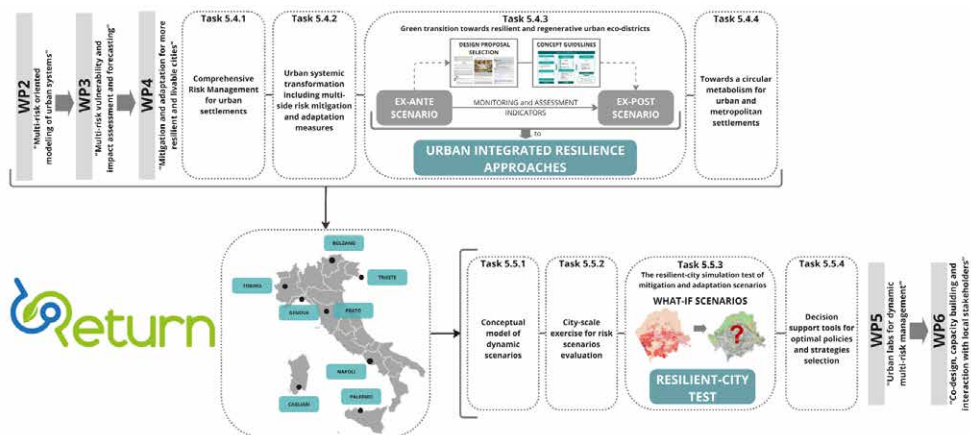 WP2
"Multi-risk oriented
modeling of urban systems"
WP3
"Multi-risk vulnerability and
impact assessment and forecasting"
WP4
"Mitigation and adaptation for more
resilient and livable cities"
Task 5.4.1
Comprehensive
Risk Management
for urban
settlements
Task 5.4.2
Urban systemic
transformation
including multi-
side risk mitigation
and adaptation
measures
Task 5.4.3
Green transition towards resilient and regenerative urban eco-districts
DESIGN PROPOSAL
SELECTION
CONCEPT GUIDELINES
EX-ANTE
SCENARIO
MONITORING and ASSESSMENT
INDICATORS
EX-POST
SCENARIO
to
URBAN INTEGRATED RESILIENCE
APPROACHES
Task 5.4.4
Towards a circular
metabolism for
urban and
metropolitan
settlements
Return
BOLZANO
TRIESTE
TORINO
GENOVA
PRATO
NAPOLI
CAGLIARI
PALERMO
Task 5.5.1
Conceptual
model of
dynamic
scenarios
Task 5.5.2
City-scale
exercise for risk
scenarios
evaluation
Task 5.5.3
The resilient-city simulation test of
mitigation and adaptation scenarios
WHAT-IF SCENARIOS
?
RESILIENT-CITY
TEST
Task 5.5.4
Decision
support tools for
optimal policies
and strategies
selection
WP5
"Urban labs for dynamic
multi-risk management"
WP6
"Co-design, capacity building and
interaction with local stakeholders"